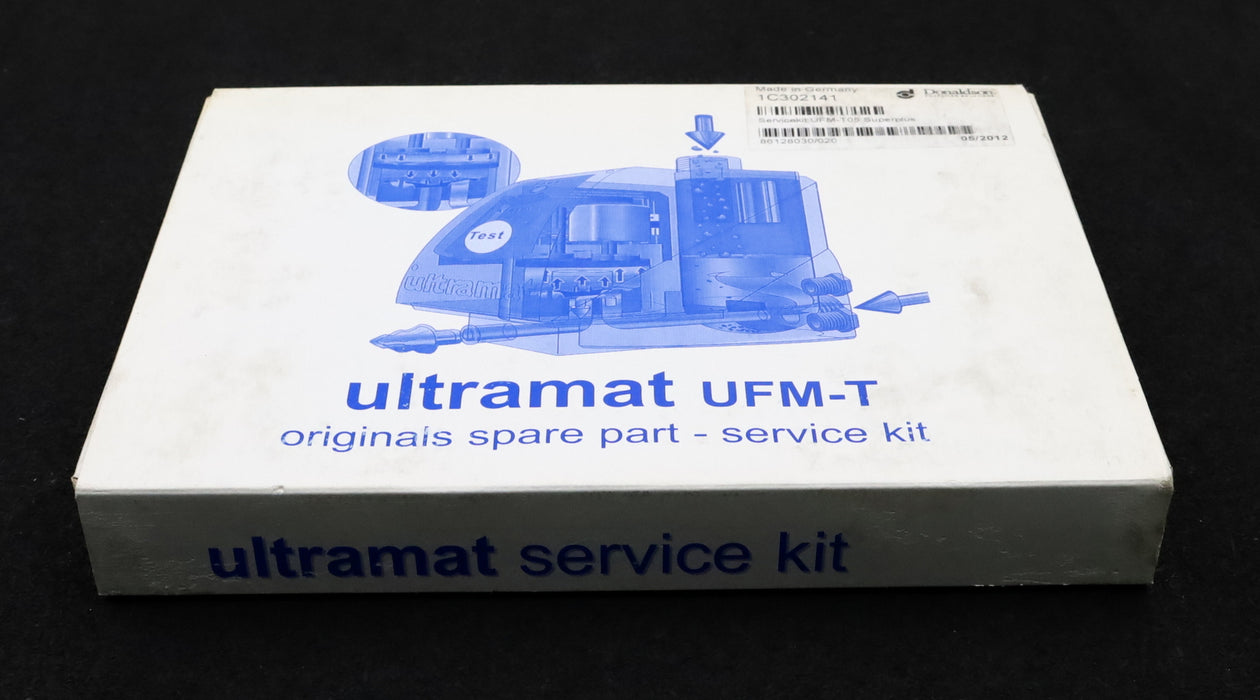 Made in Germany
1C302141
Donaldson
Servicekit UFM-T05 Superplus
86128030/020
05/2012
Test
ultramat
ultramat UFM-T
originals spare part - service kit
ultramat service kit